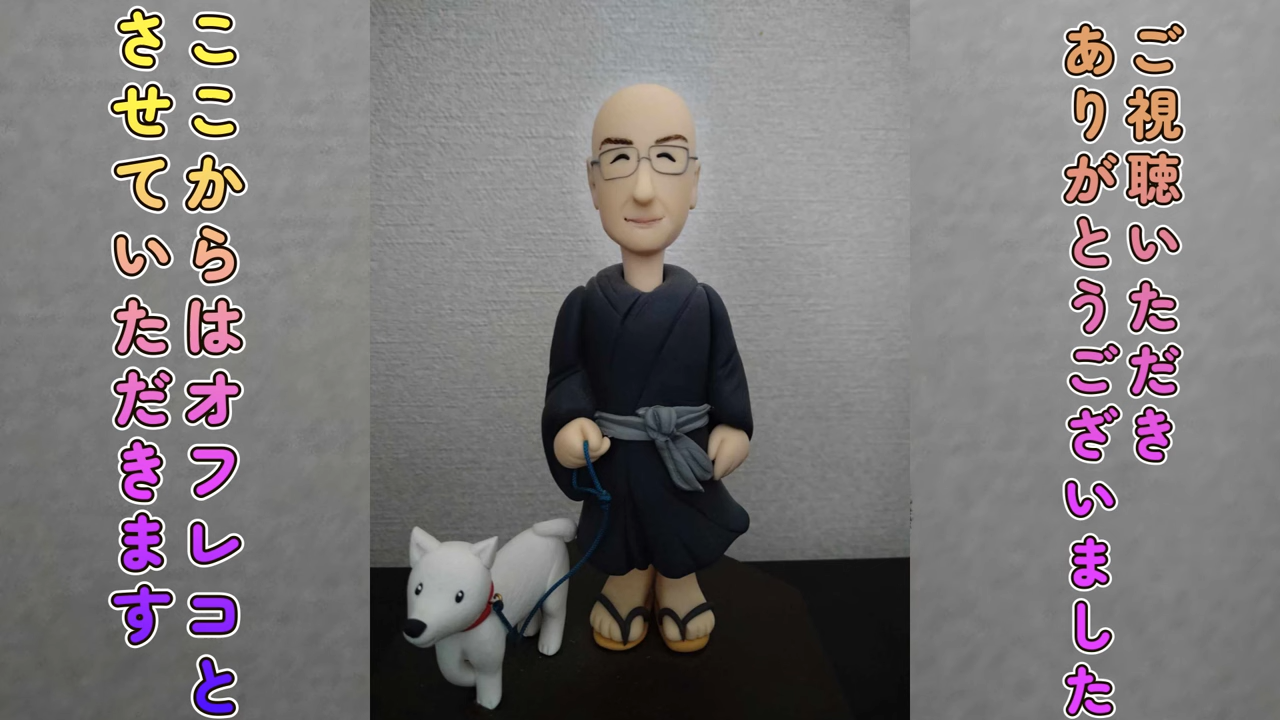 ご視聴いただき
ありがとうございました
ここからはオフレコと
させていただきます